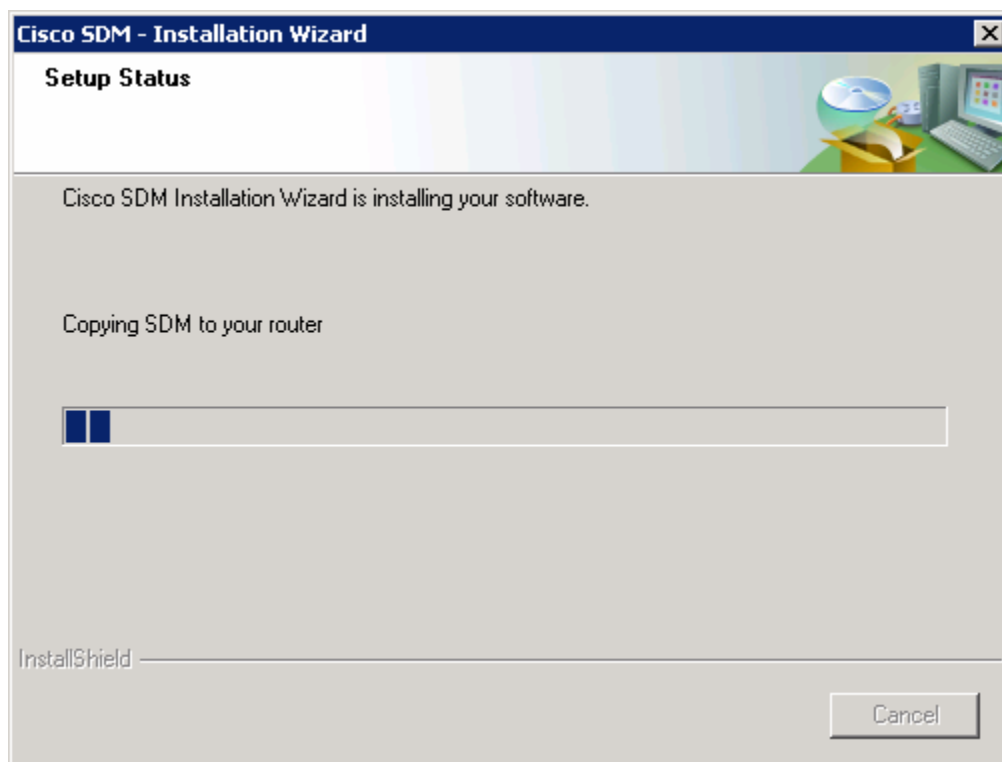 Cisco SDM - Installation Wizard
Setup Status
Cisco SDM Installation Wizard is installing your software.
Copying SDM to your router
InstallShield
Cancel